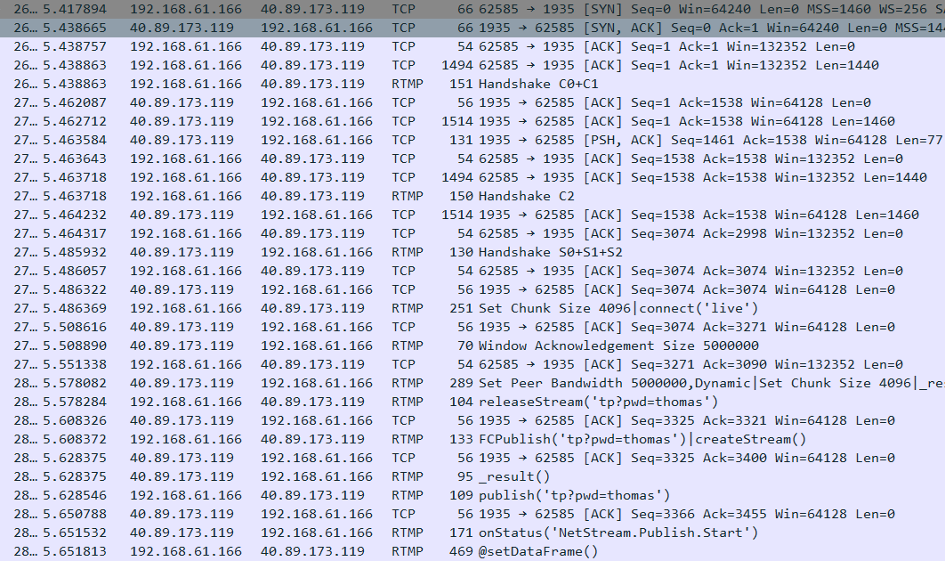 26… 5.417894 192.168.61.166 40.89.173.119 TCP 66 62585 → 1935 [SYN] Seq=0 Win=64240 Len=0 MSS=1460 WS=256 SA
26… 5.438665 40.89.173.119 192.168.61.166 TCP 66 1935 → 62585 [SYN, ACK] Seq=0 Ack=1 Win=64240 Len=0 MSS=144
26… 5.438757 192.168.61.166 40.89.173.119 TCP 54 62585 → 1935 [ACK] Seq=1 Ack=1 Win=132352 Len=0
26… 5.438863 192.168.61.166 40.89.173.119 TCP 1494 62585 → 1935 [ACK] Seq=1 Ack=1 Win=132352 Len=1440
26… 5.438863 192.168.61.166 40.89.173.119 RTMP 151 Handshake C0+C1
27… 5.462087 40.89.173.119 192.168.61.166 TCP 56 1935 → 62585 [ACK] Seq=1 Ack=1538 Win=64128 Len=0
27… 5.462712 40.89.173.119 192.168.61.166 TCP 1514 1935 → 62585 [ACK] Seq=1 Ack=1538 Win=64128 Len=1460
27… 5.463584 40.89.173.119 192.168.61.166 TCP 131 1935 → 62585 [PSH, ACK] Seq=1461 Ack=1538 Win=64128 Len=77
27… 5.463643 192.168.61.166 40.89.173.119 TCP 54 62585 → 1935 [ACK] Seq=1538 Ack=1538 Win=132352 Len=0
27… 5.463718 192.168.61.166 40.89.173.119 TCP 1494 62585 → 1935 [ACK] Seq=1538 Ack=1538 Win=132352 Len=1440
27… 5.463718 192.168.61.166 40.89.173.119 RTMP 150 Handshake C2
27… 5.464232 40.89.173.119 192.168.61.166 TCP 1514 1935 → 62585 [ACK] Seq=1538 Ack=1538 Win=64128 Len=1460
27… 5.464317 192.168.61.166 40.89.173.119 TCP 54 62585 → 1935 [ACK] Seq=3074 Ack=2998 Win=132352 Len=0
27… 5.485932 40.89.173.119 192.168.61.166 RTMP 130 Handshake S0+S1+S2
27… 5.486057 192.168.61.166 40.89.173.119 TCP 54 62585 → 1935 [ACK] Seq=3074 Ack=3074 Win=132352 Len=0
27… 5.486322 40.89.173.119 192.168.61.166 TCP 56 1935 → 62585 [ACK] Seq=3074 Ack=3074 Win=64128 Len=0
27… 5.486369 192.168.61.166 40.89.173.119 RTMP 251 Set Chunk Size 4096|connect('live')
27… 5.508616 40.89.173.119 192.168.61.166 TCP 56 1935 → 62585 [ACK] Seq=3074 Ack=3271 Win=64128 Len=0
27… 5.508890 40.89.173.119 192.168.61.166 RTMP 70 Window Acknowledgement Size 5000000
27… 5.551338 192.168.61.166 40.89.173.119 TCP 54 62585 → 1935 [ACK] Seq=3271 Ack=3090 Win=132352 Len=0
27… 5.578082 40.89.173.119 192.168.61.166 RTMP 289 Set Peer Bandwidth 5000000,Dynamic|Set Chunk Size 4096|_res
28… 5.578284 192.168.61.166 40.89.173.119 RTMP 104 releaseStream('tp?pwd=thomas')
28… 5.608326 40.89.173.119 192.168.61.166 TCP 56 1935 → 62585 [ACK] Seq=3325 Ack=3321 Win=64128 Len=0
28… 5.608372 192.168.61.166 40.89.173.119 RTMP 133 FCPublish('tp?pwd=thomas')|createStream()
28… 5.628375 40.89.173.119 192.168.61.166 TCP 56 1935 → 62585 [ACK] Seq=3325 Ack=3400 Win=64128 Len=0
28… 5.628375 40.89.173.119 192.168.61.166 RTMP 95 _result()
28… 5.628546 192.168.61.166 40.89.173.119 RTMP 109 publish('tp?pwd=thomas')
28… 5.650788 40.89.173.119 192.168.61.166 TCP 56 1935 → 62585 [ACK] Seq=3366 Ack=3455 Win=64128 Len=0
28… 5.651532 40.89.173.119 192.168.61.166 RTMP 171 onStatus('NetStream.Publish.Start')
28… 5.651813 192.168.61.166 40.89.173.119 RTMP 469 @setDataFrame()